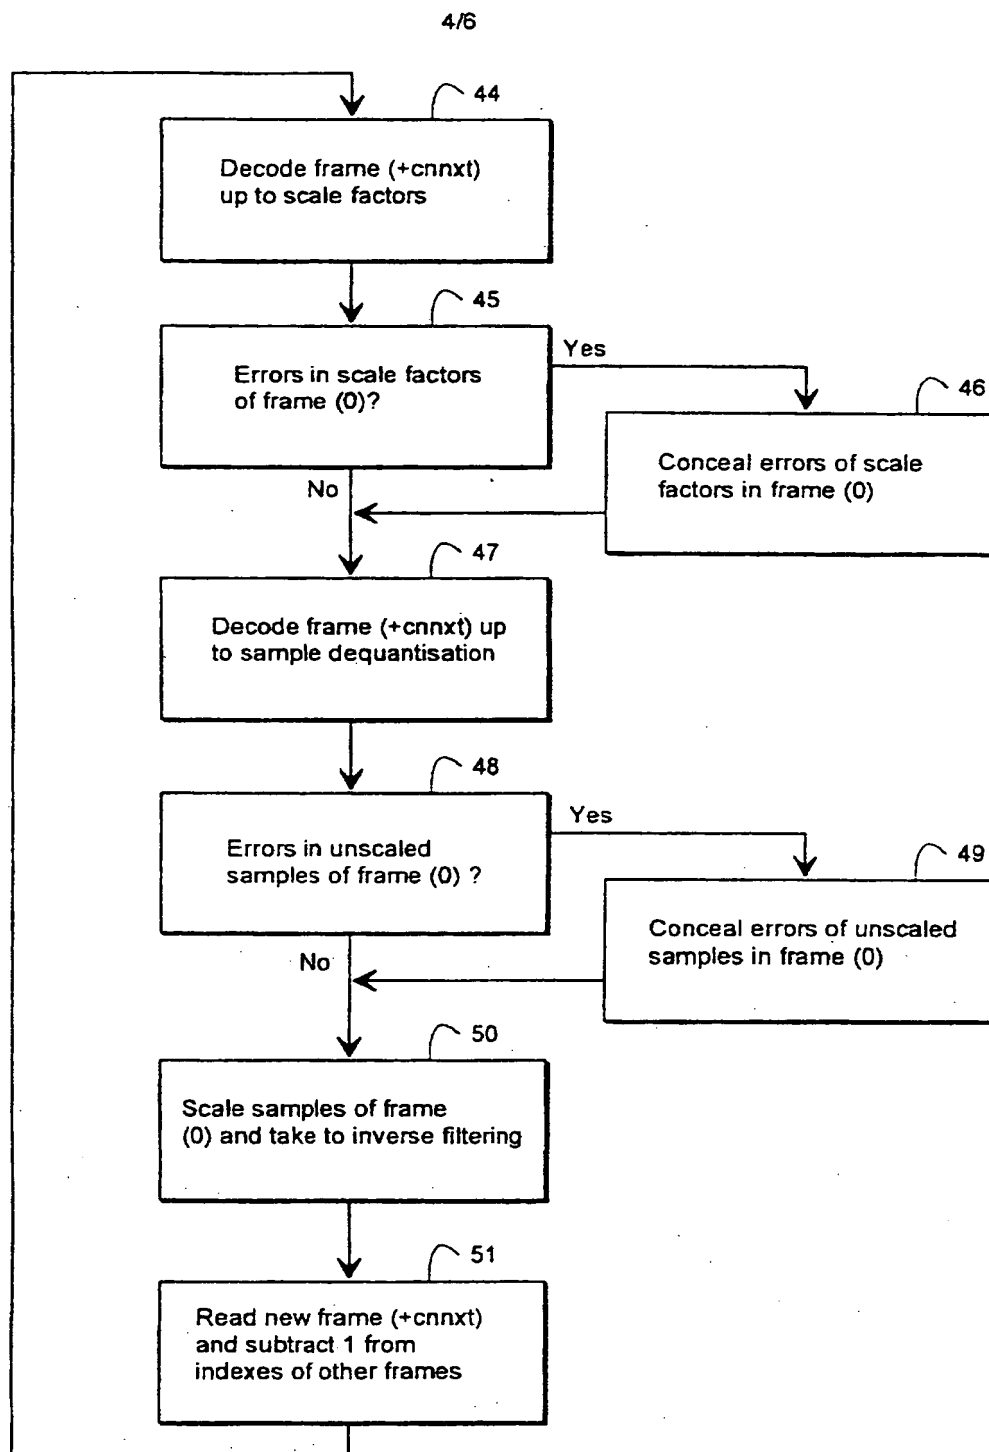 4/6
44
Decode frame (+cnnxt)
up to scale factors
45
Errors in scale factors
of frame (0)?
Yes
46
Conceal errors of scale
factors in frame (0)
No
47
Decode frame (+cnnxt) up
to sample dequantisation
48
Errors in unscaled
samples of frame (0) ?
Yes
49
Conceal errors of unscaled
samples in frame (0)
No
50
Scale samples of frame
(0) and take to inverse filtering
51
Read new frame (+cnnxt)
and subtract 1 from
indexes of other frames